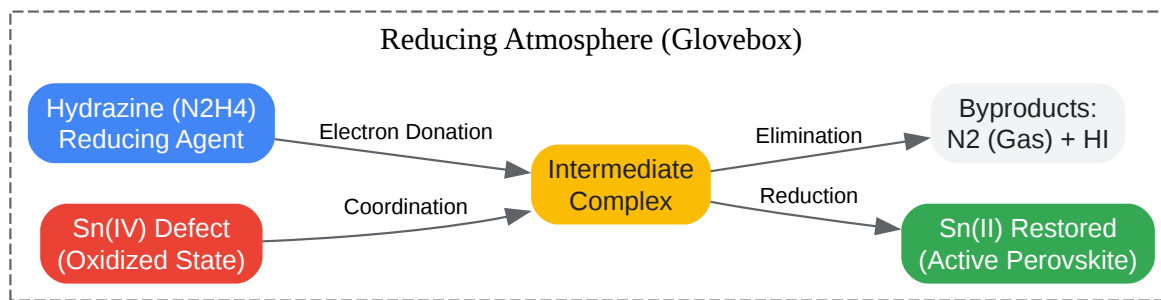 Reducing Atmosphere (Glovebox)
Hydrazine (N2H4)
Reducing Agent
Electron Donation
Sn(IV) Defect
(Oxidized State)
Coordination
Intermediate
Complex
Elimination
Byproducts:
N2 (Gas) + HI
Reduction
Sn(II) Restored
(Active Perovskite)